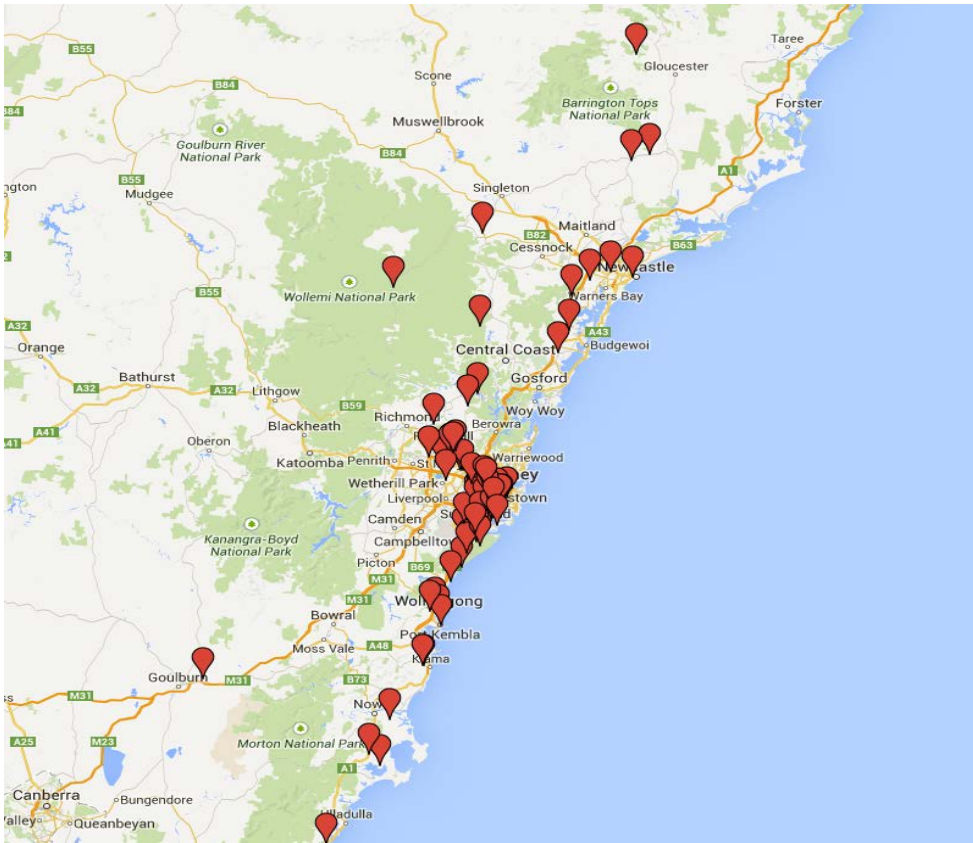 Taree
B55
Gloucester
Scone
B84
Barrington Tops
National Park
Forster
B84
Muswellbrook
Goulburn River
National Park
B84
A1
B55
Singleton
Mudgee
Maitland
B82
B63
Cessnock
Newcastle
Wollemi National Park
B55
Warners Bay
A32
A43
Budgewoi
Orange
Central Coast
Bathurst
A32
Gosford
Lithgow
B59
Woy Woy
Richmond
A41
Blackheath
Berowra
Oberon
Katoomba
Penrith
Warriewood
Wetherill Park
Liverpool
Camden
Kanangra-Boyd
National Park
Picton
B69
M31
M31
Bowral
Port Kembla
Moss Vale
A48
Kiama
B73
Goulburn
M31
M31
A25
M23
Morton National Park
A1
Canberra
Bungendore
Queanbeyan